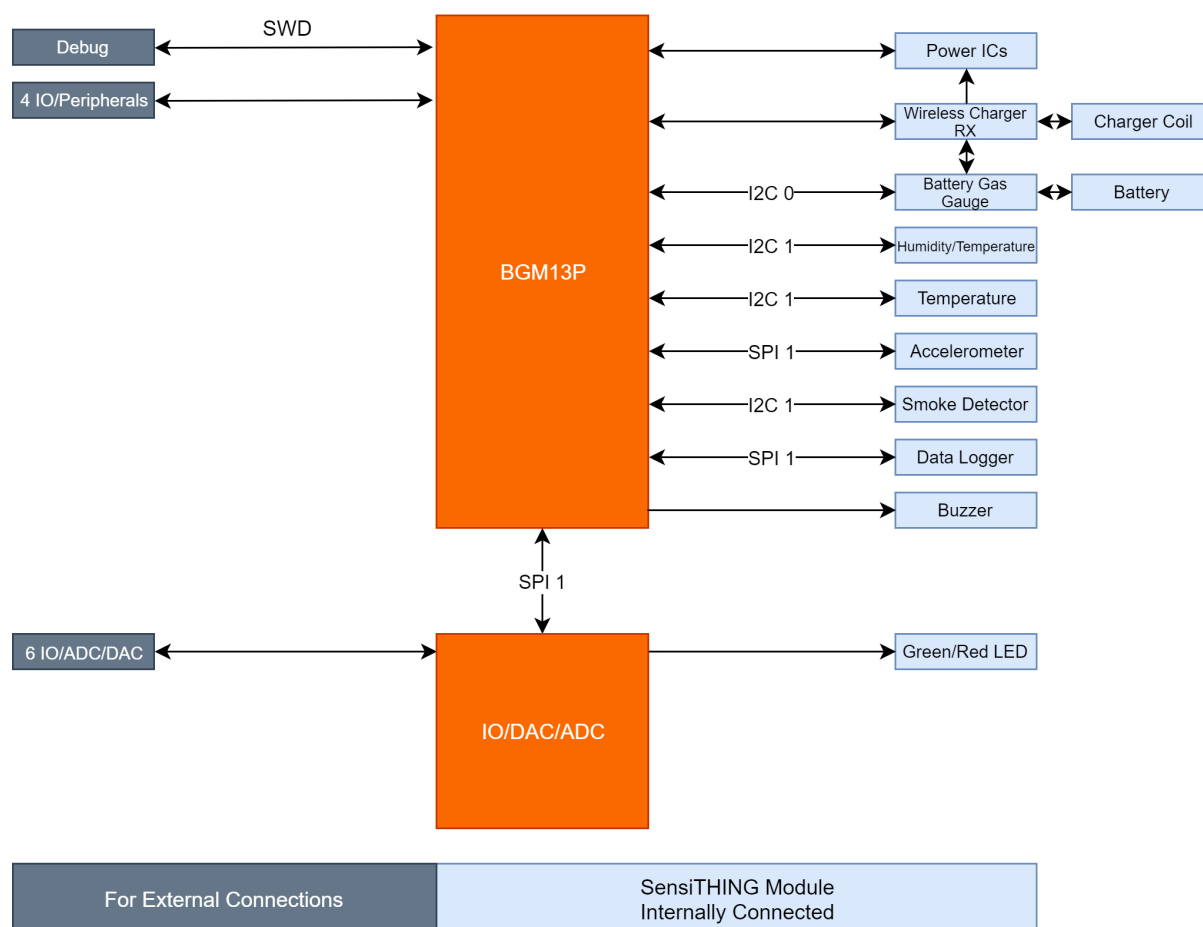 Debug
SWD
4 IO/Peripherals
BGM13P
Power ICs
Wireless Charger
RX
Charger Coil
I2C 0
Battery Gas
Gauge
Battery
I2C 1
Humidity/Temperature
I2C 1
Temperature
SPI 1
Accelerometer
I2C 1
Smoke Detector
SPI 1
Data Logger
Buzzer
SPI 1
6 IO/ADC/DAC
IO/DAC/ADC
Green/Red LED
For External Connections
SensiTHING Module
Internally Connected